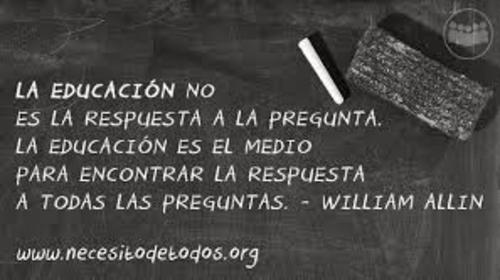 LA EDUCACIÓN NO
ES LA RESPUESTA A LA PREGUNTA.
LA EDUCACIÓN ES EL MEDIO
PARA ENCONTRAR LA RESPUESTA
A TODAS LAS PREGUNTAS. - WILLIAM ALLIN
www.necesitodetodos.org